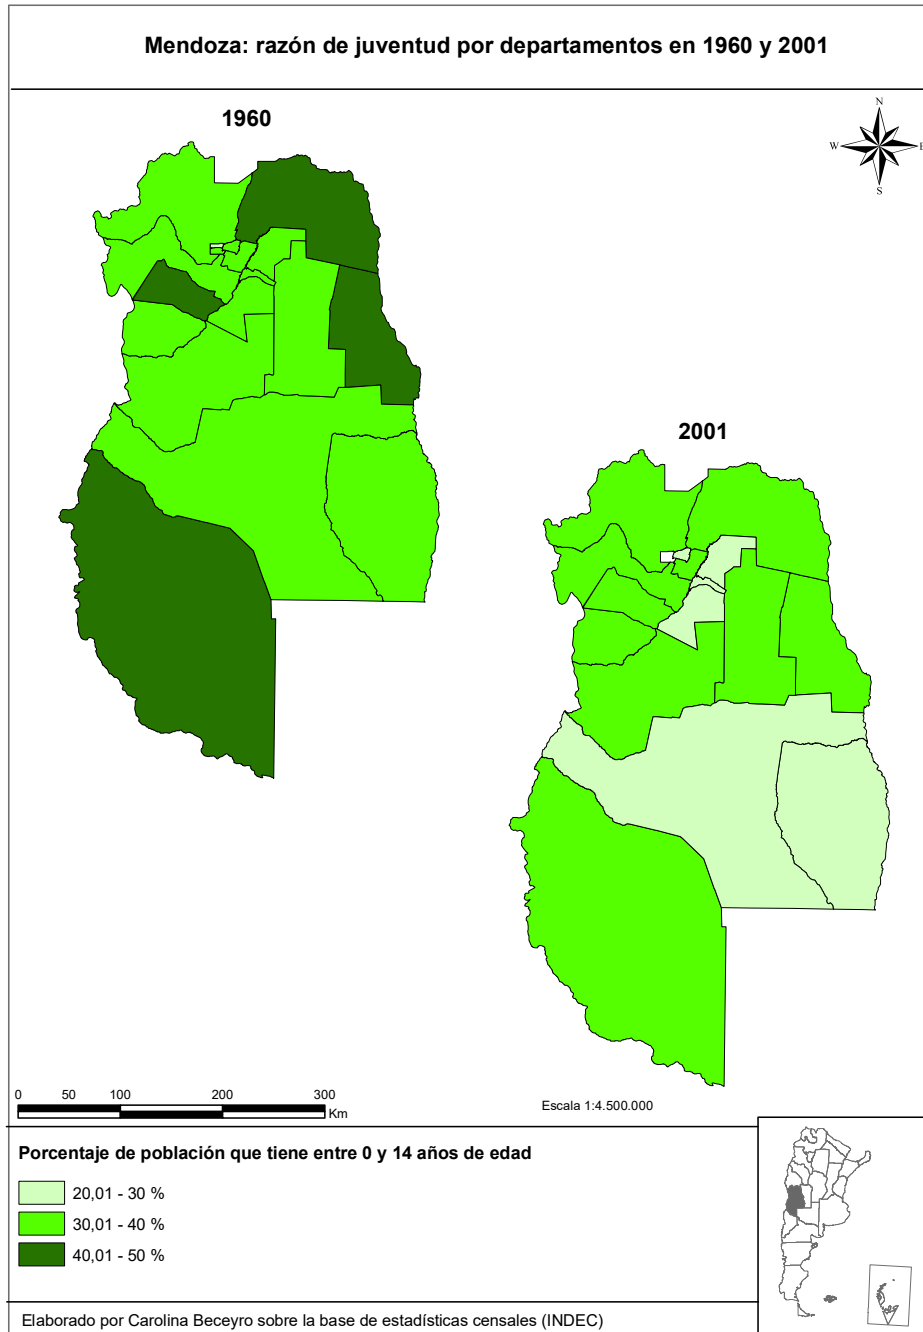 Mendoza: razón de juventud por departamentos en 1960 y 2001
1960
N
W
E
S
2001
0 50 100 200 300
Km
Escala 1:4.500.000
Porcentaje de población que tiene entre 0 y 14 años de edad
20,01 - 30 %
30,01 - 40 %
40,01 - 50 %
Elaborado por Carolina Beceyro sobre la base de estadísticas censales (INDEC)